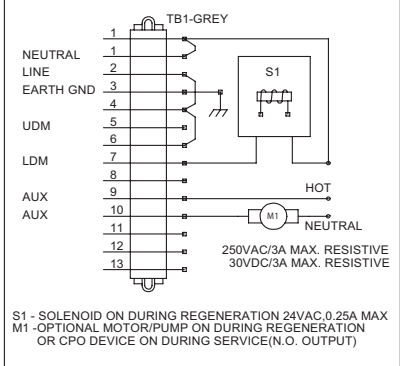 TB1-GREY
1
NEUTRAL 1
LINE 2
EARTH GND 3
4
UDM 5
6
LDM 7
8
AUX 9
AUX 10
11
12
13
S1
HOT
M1
NEUTRAL
250VAC/3A MAX. RESISTIVE
30VDC/3A MAX. RESISTIVE
S1 - SOLENOID ON DURING REGENERATION 24VAC,0.25A MAX
M1 -OPTIONAL MOTOR/PUMP ON DURING REGENERATION
OR CPO DEVICE ON DURING SERVICE(N.O. OUTPUT)